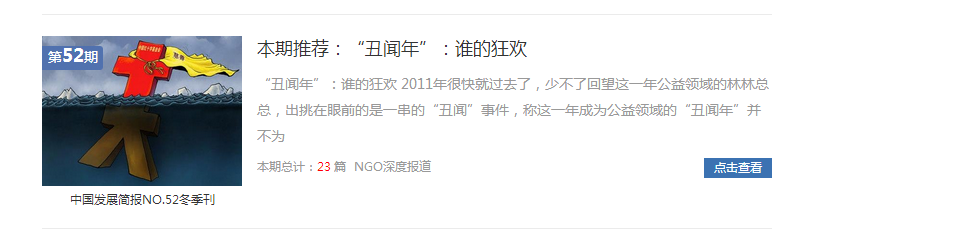 第52期
本期推荐：“丑闻年”：谁的狂欢
“丑闻年”：谁的狂欢 2011年很快就过去了，少不了回望这一年公益领域的林林总
总，出挑在眼前的是一串的“丑闻”事件，称这一年成为公益领域的“丑闻年”并
不为
本期总计：23 篇 NGO深度报道
点击查看
中国发展简报NO.52冬季刊